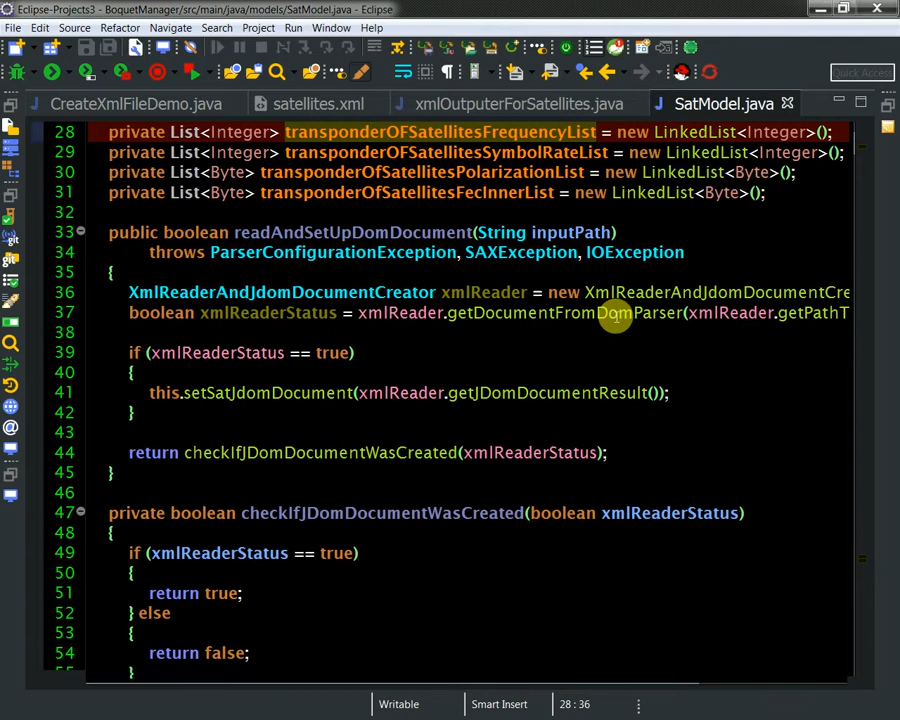 Eclipse-Projects3 - BoquetManager/src/main/java/models/SatModel.java - Eclipse
File Edit Source Refactor Navigate Search Project Run Window Help
Quick Access
CreateXmlFileDemo.java satellites.xml xmlOutputerForSatellites.java SatModel.java
28 private List<Integer> transponderOFSatellitesFrequencyList = new LinkedList<Integer>();
29 private List<Integer> transponderOFSatellitesSymbolRateList = new LinkedList<Integer>();
30 private List<Byte> transponderOfSatellitesPolarizationList = new LinkedList<Byte>();
31 private List<Byte> transponderOfSatellitesFecInnerList = new LinkedList<Byte>();
32
33 public boolean readAndSetUpDomDocument(String inputPath)
34 throws ParserConfigurationException, SAXException, IOException
35 {
36 XmlReaderAndJdomDocumentCreator xmlReader = new XmlReaderAndJdomDocumentCre
37 boolean xmlReaderStatus = xmlReader.getDocumentFromDomParser(xmlReader.getPathT
38
39 if (xmlReaderStatus == true)
40 {
41 this.setSatJdomDocument(xmlReader.getJDomDocumentResult());
42 }
43
44 return checkIfJDomDocumentWasCreated(xmlReaderStatus);
45 }
46
47 private boolean checkIfJDomDocumentWasCreated(boolean xmlReaderStatus)
48 {
49 if (xmlReaderStatus == true)
50 {
51 return true;
52 } else
53 {
54 return false;
55 }
Writable Smart Insert 28 : 36